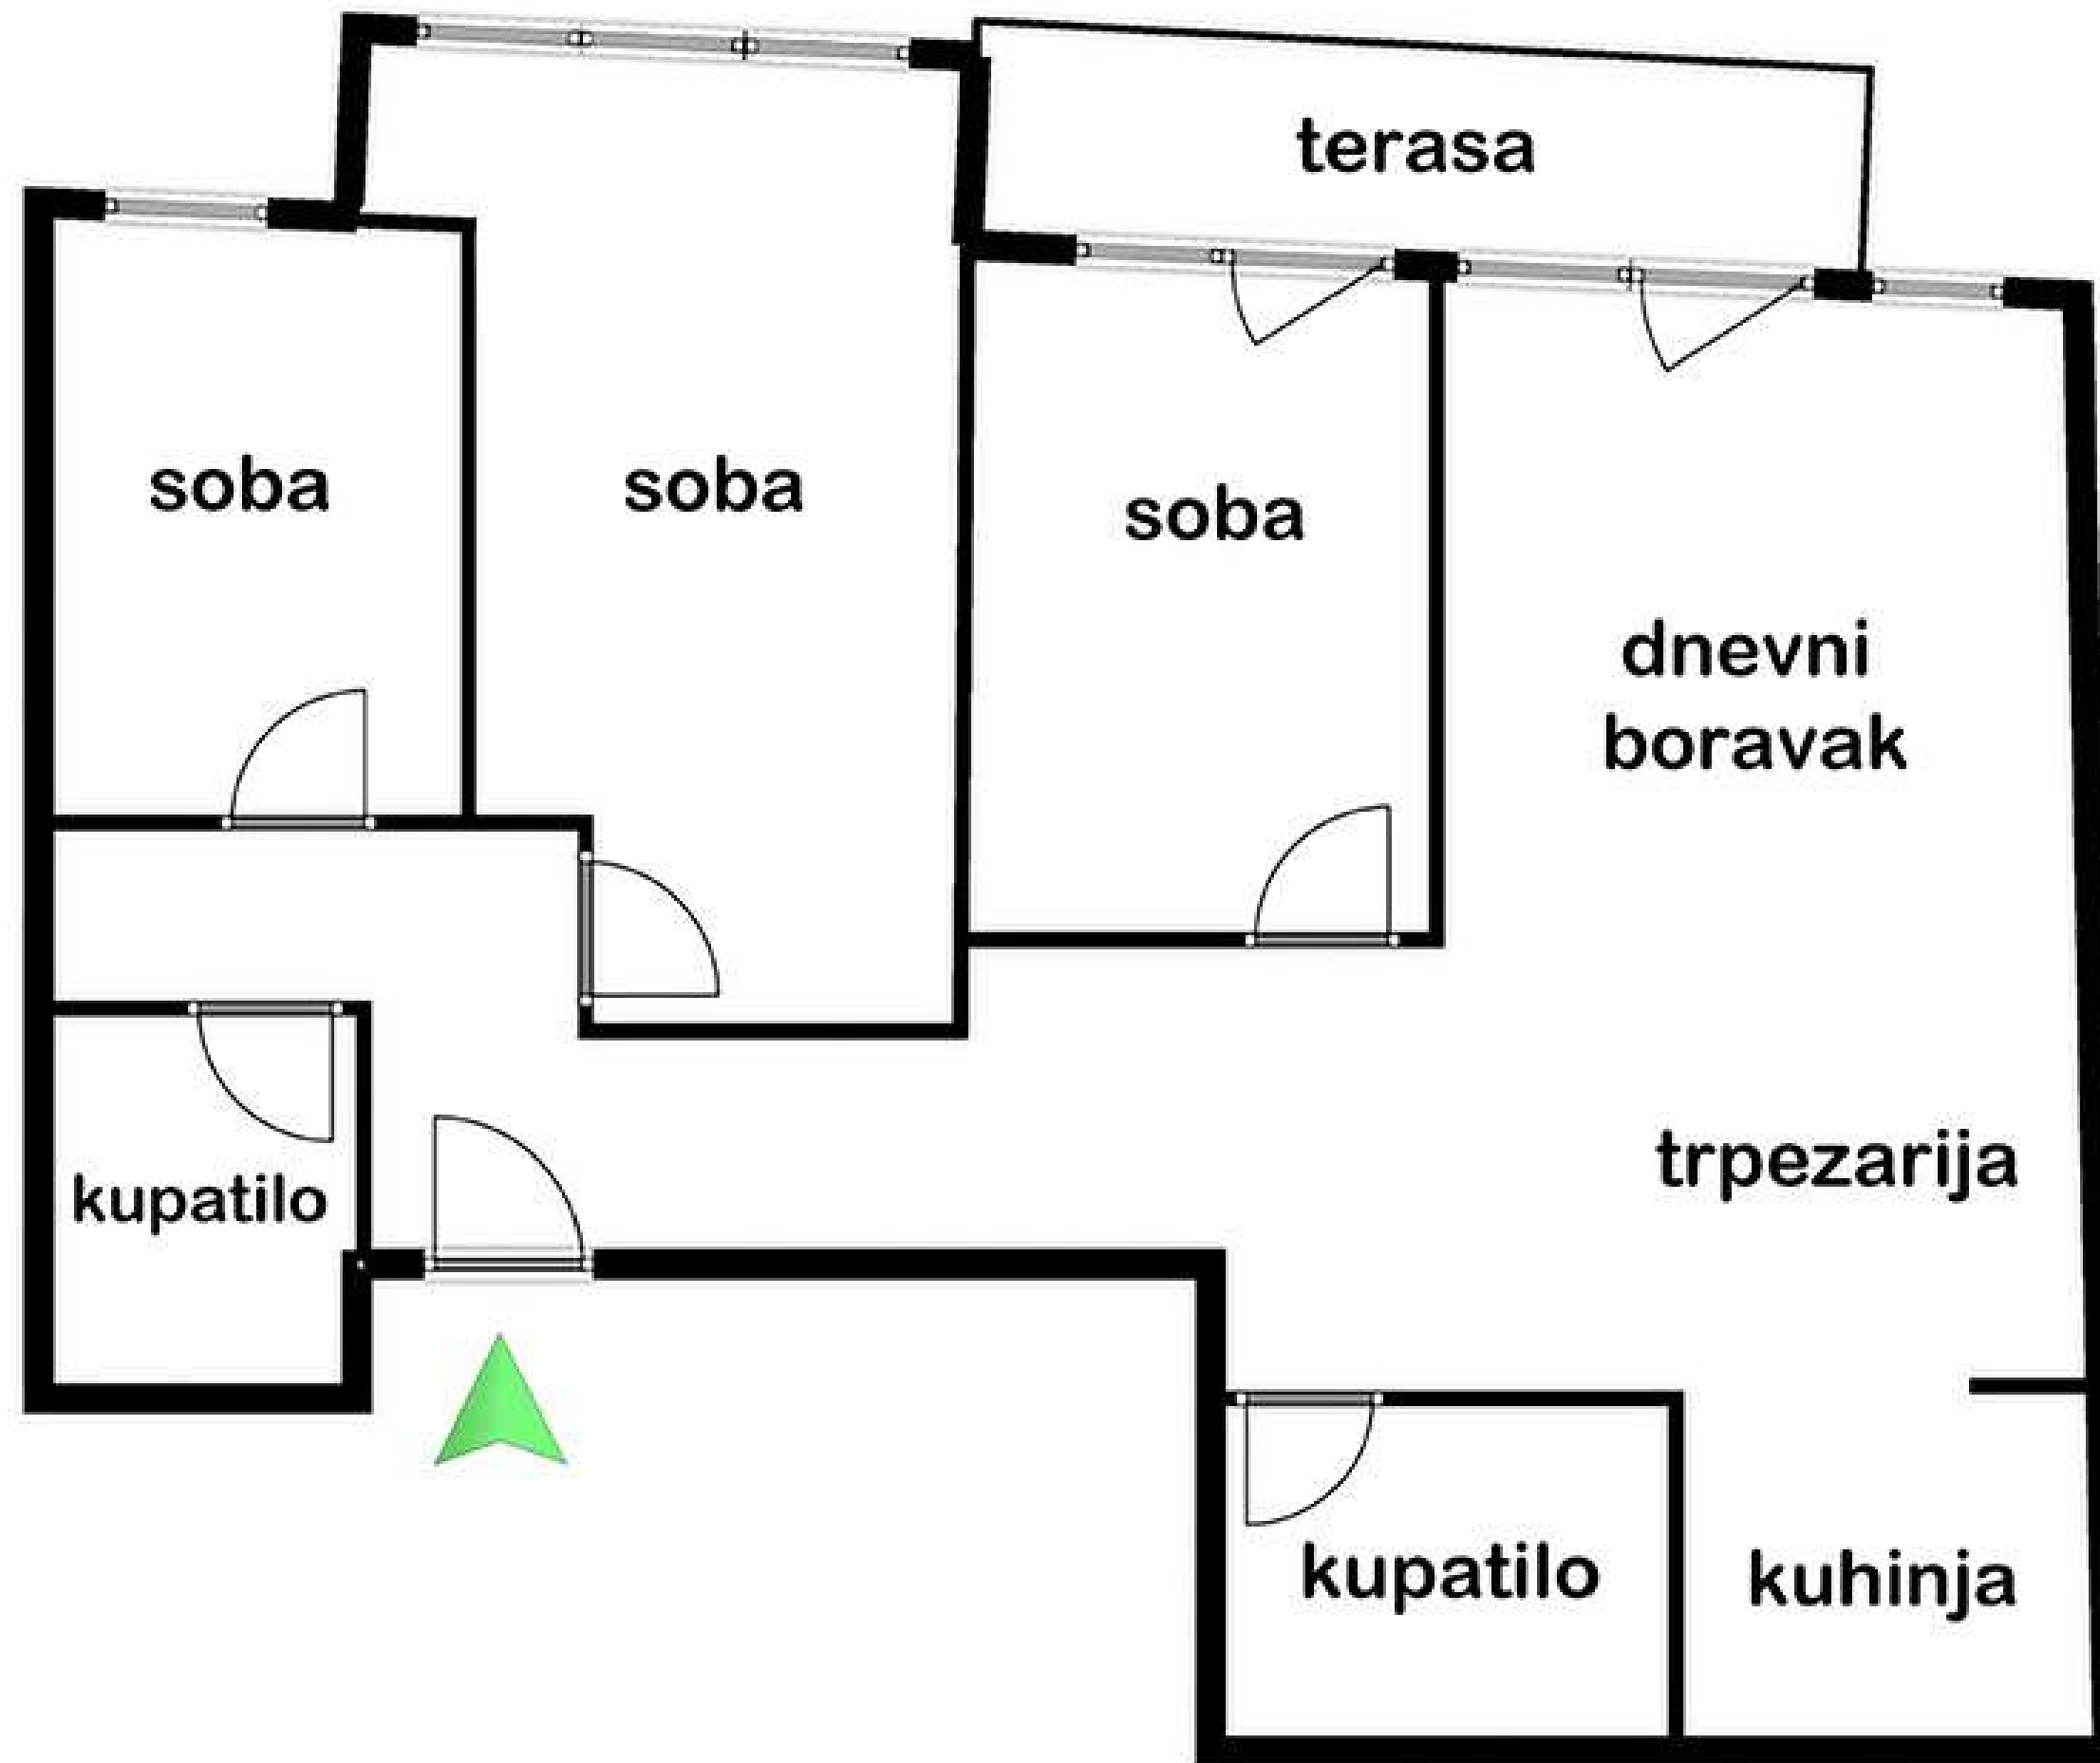 terasa
soba
soba
soba
dnevni
boravak
trpezarija
kupatilo
kupatilo
kuhinja